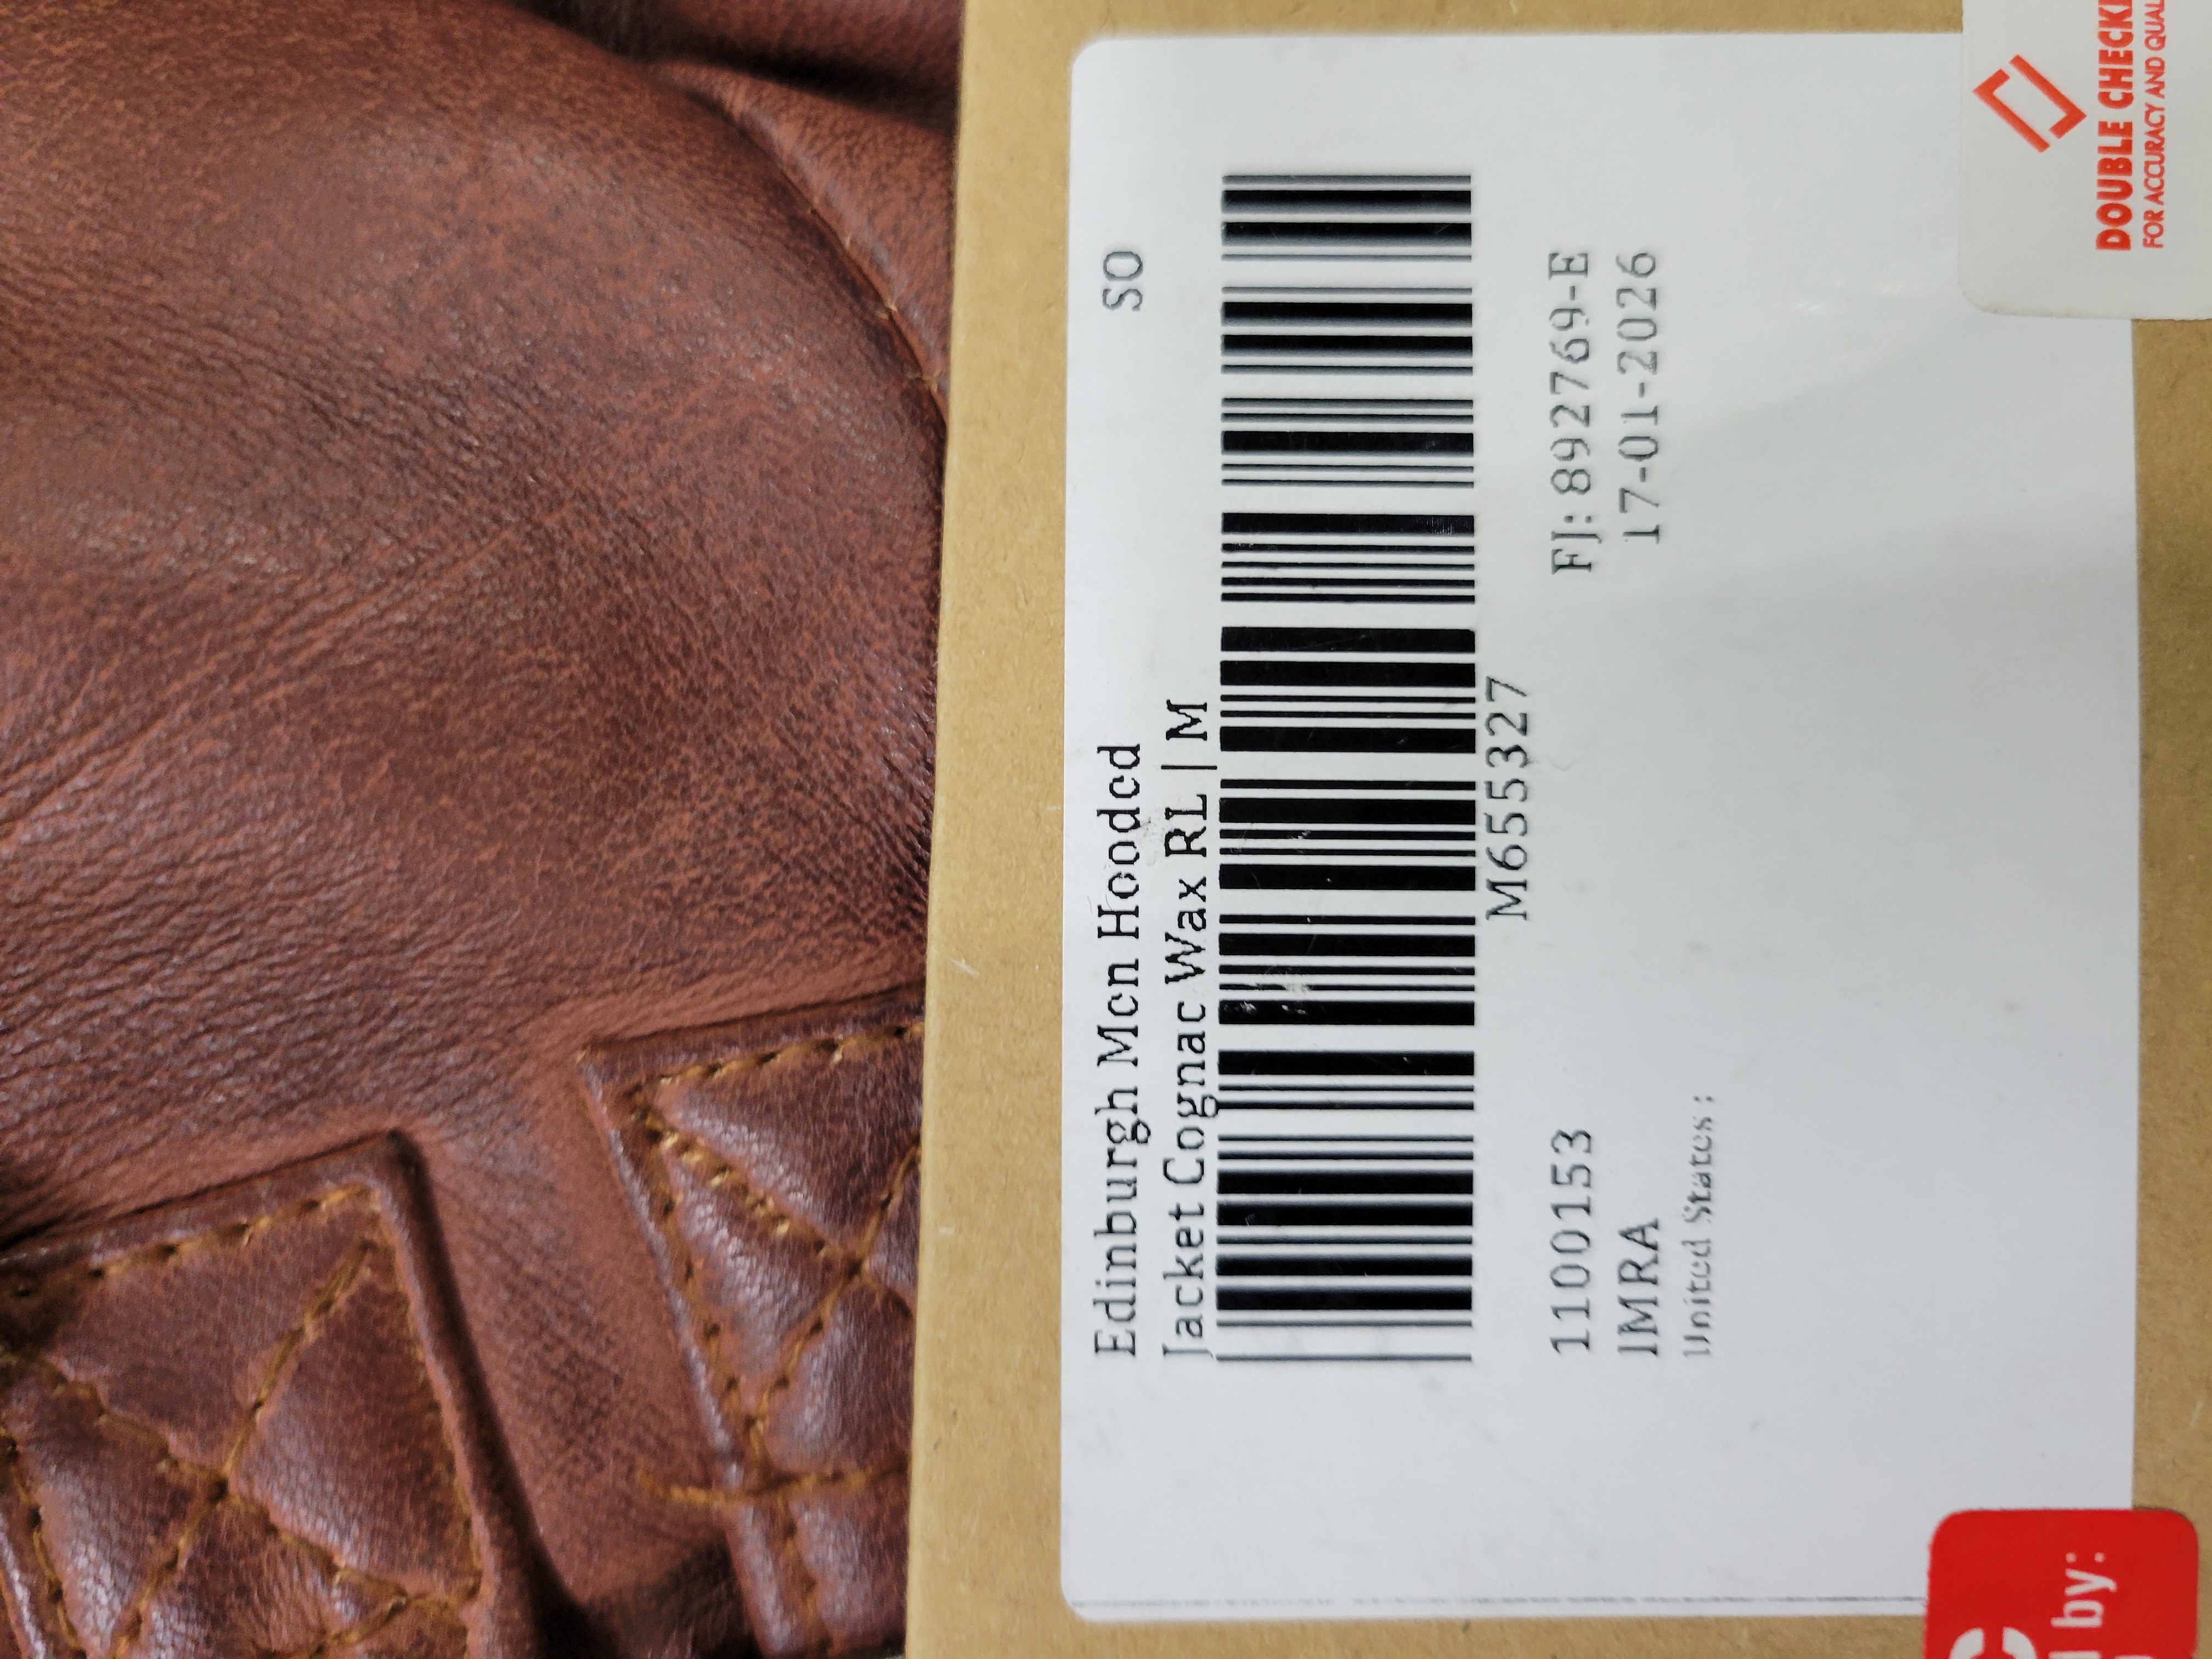 Edinburgh Men Hooded
SO
Jacket Cognac Wax RL | M
M655327
1100153
FJ: 892769-E
IMRA
17-01-2026
United States:
DOUBLE CHECK
FOR ACCURACY AND QUAL
by: